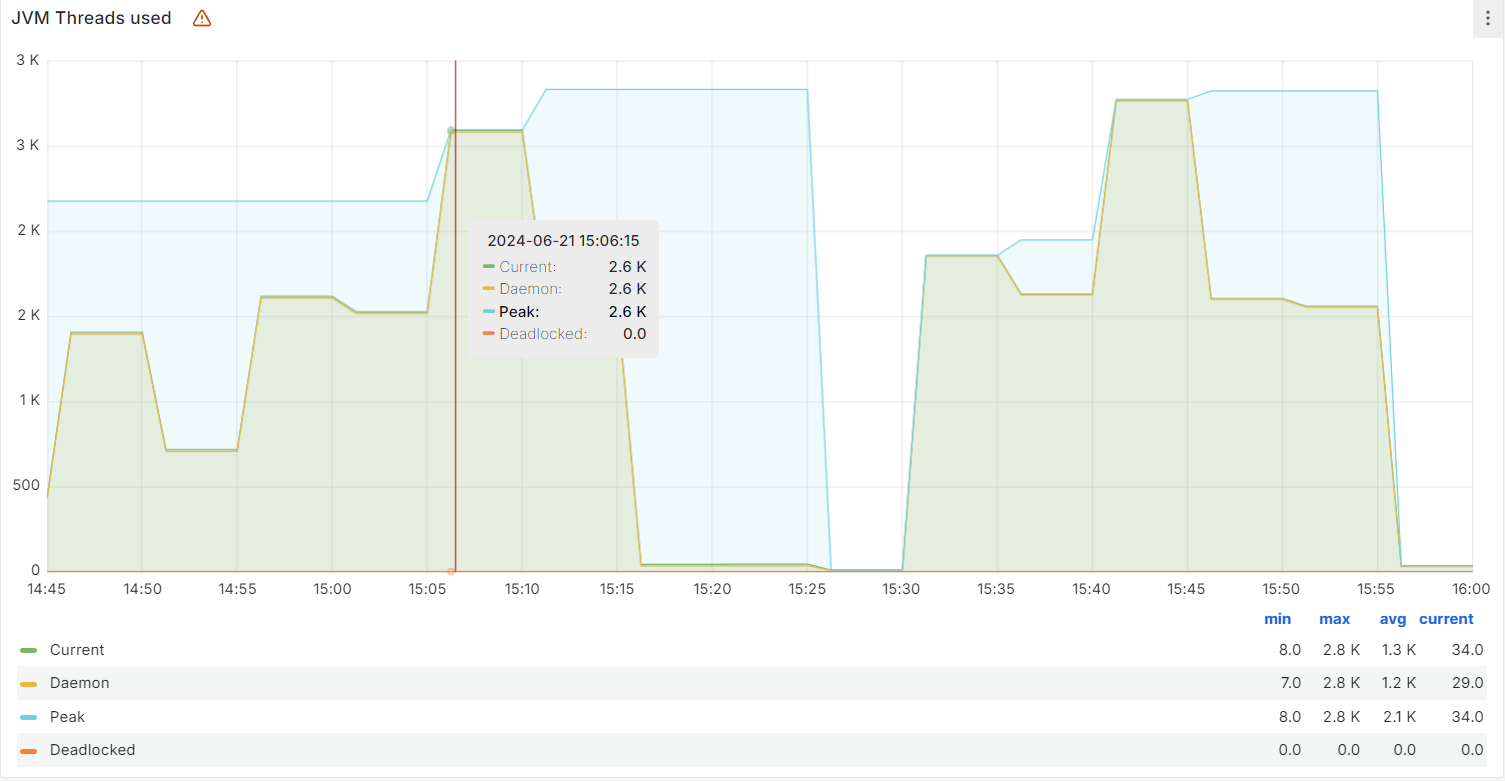 JVM Threads used
3 K
3 K
2 K
2 K
1 K
500
0
2024-06-21 15:06:15
Current: 2.6 K
Daemon: 2.6 K
Peak: 2.6 K
Deadlocked: 0.0
14:45 14:50 14:55 15:00 15:05 15:10 15:15 15:20 15:25 15:30 15:35 15:40 15:45 15:50 15:55 16:00
min max avg current
Current 8.0 2.8 K 1.3 K 34.0
Daemon 7.0 2.8 K 1.2 K 29.0
Peak 8.0 2.8 K 2.1 K 34.0
Deadlocked 0.0 0.0 0.0 0.0